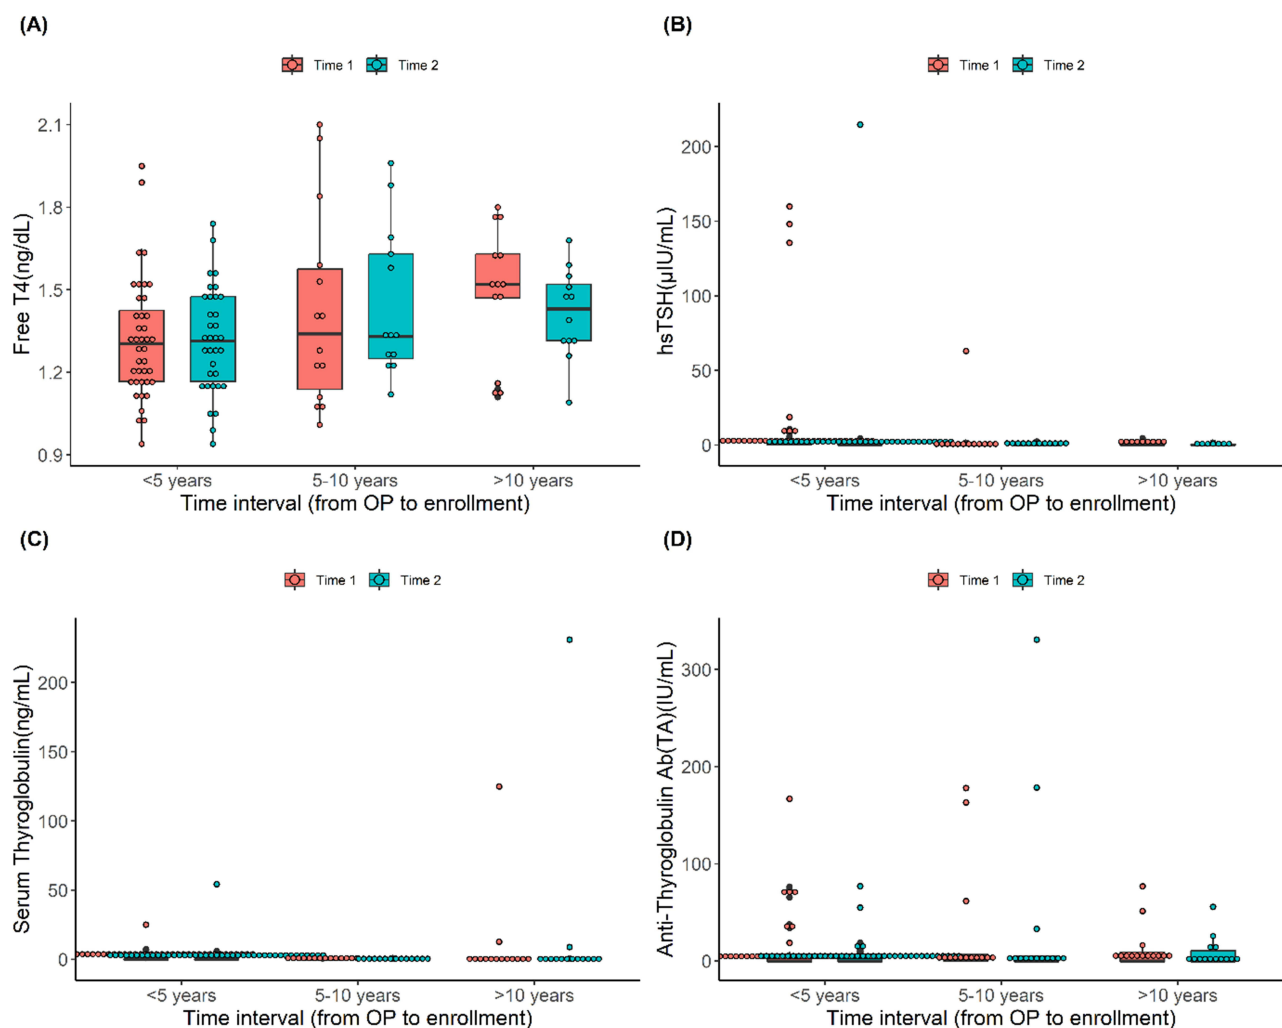 (A)
Time 1 Time 2
Free T4(ng/dL)
2.1
1.8
1.5
1.2
0.9
<5 years 5-10 years >10 years
Time interval (from OP to enrollment)
(B)
Time 1 Time 2
hsTSH(µIU/mL)
200
150
100
50
0
<5 years 5-10 years >10 years
Time interval (from OP to enrollment)
(C)
Time 1 Time 2
Serum Thyroglobulin(ng/mL)
200
150
100
50
0
<5 years 5-10 years >10 years
Time interval (from OP to enrollment)
(D)
Time 1 Time 2
Anti-Thyroglobulin Ab(TA)(IU/mL)
300
200
100
0
<5 years 5-10 years >10 years
Time interval (from OP to enrollment)